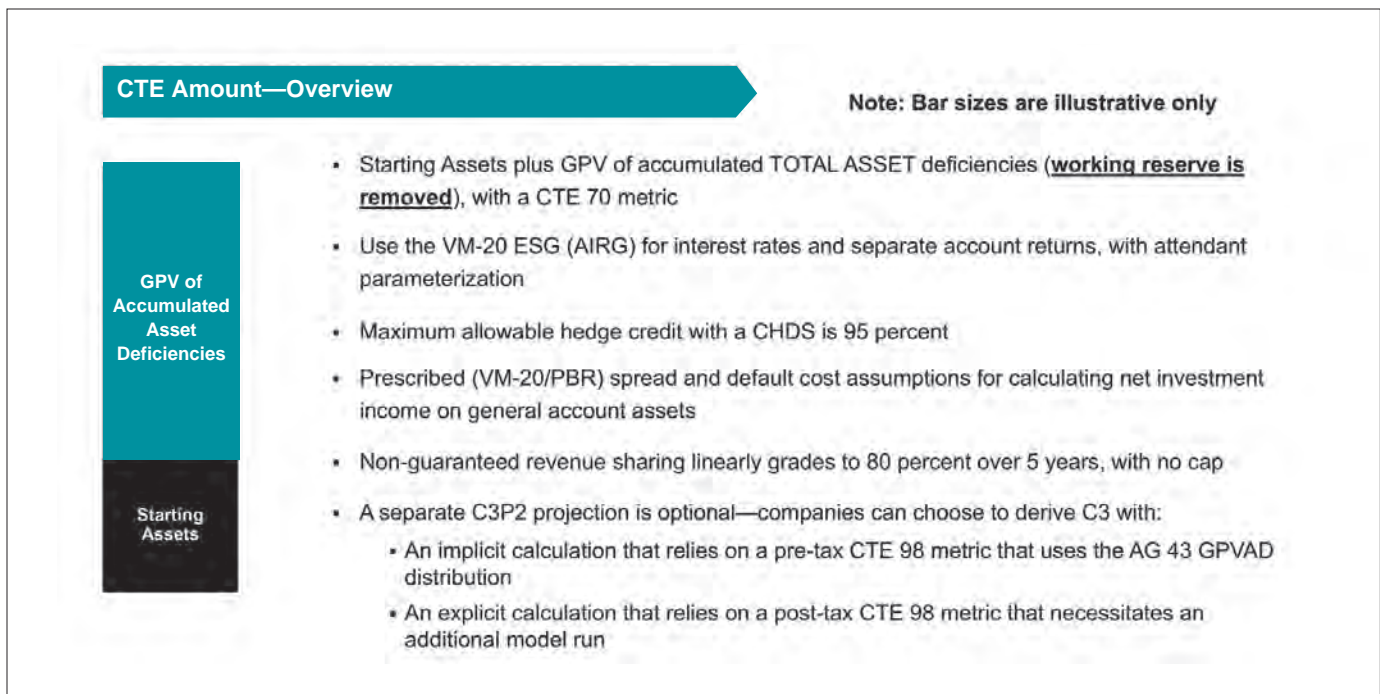 CTE Amount—Overview
Note: Bar sizes are illustrative only
GPV of
Accumulated
Asset
Deficiencies
Starting
Assets
▪ Starting Assets plus GPV of accumulated TOTAL ASSET deficiencies (working reserve is
removed), with a CTE 70 metric
▪ Use the VM-20 ESG (AIRG) for interest rates and separate account returns, with attendant
parameterization
▪ Maximum allowable hedge credit with a CHDS is 95 percent
▪ Prescribed (VM-20/PBR) spread and default cost assumptions for calculating net investment
income on general account assets
▪ Non-guaranteed revenue sharing linearly grades to 80 percent over 5 years, with no cap
▪ A separate C3P2 projection is optional—companies can choose to derive C3 with:
▪ An implicit calculation that relies on a pre-tax CTE 98 metric that uses the AG 43 GPVAD
distribution
▪ An explicit calculation that relies on a post-tax CTE 98 metric that necessitates an
additional model run